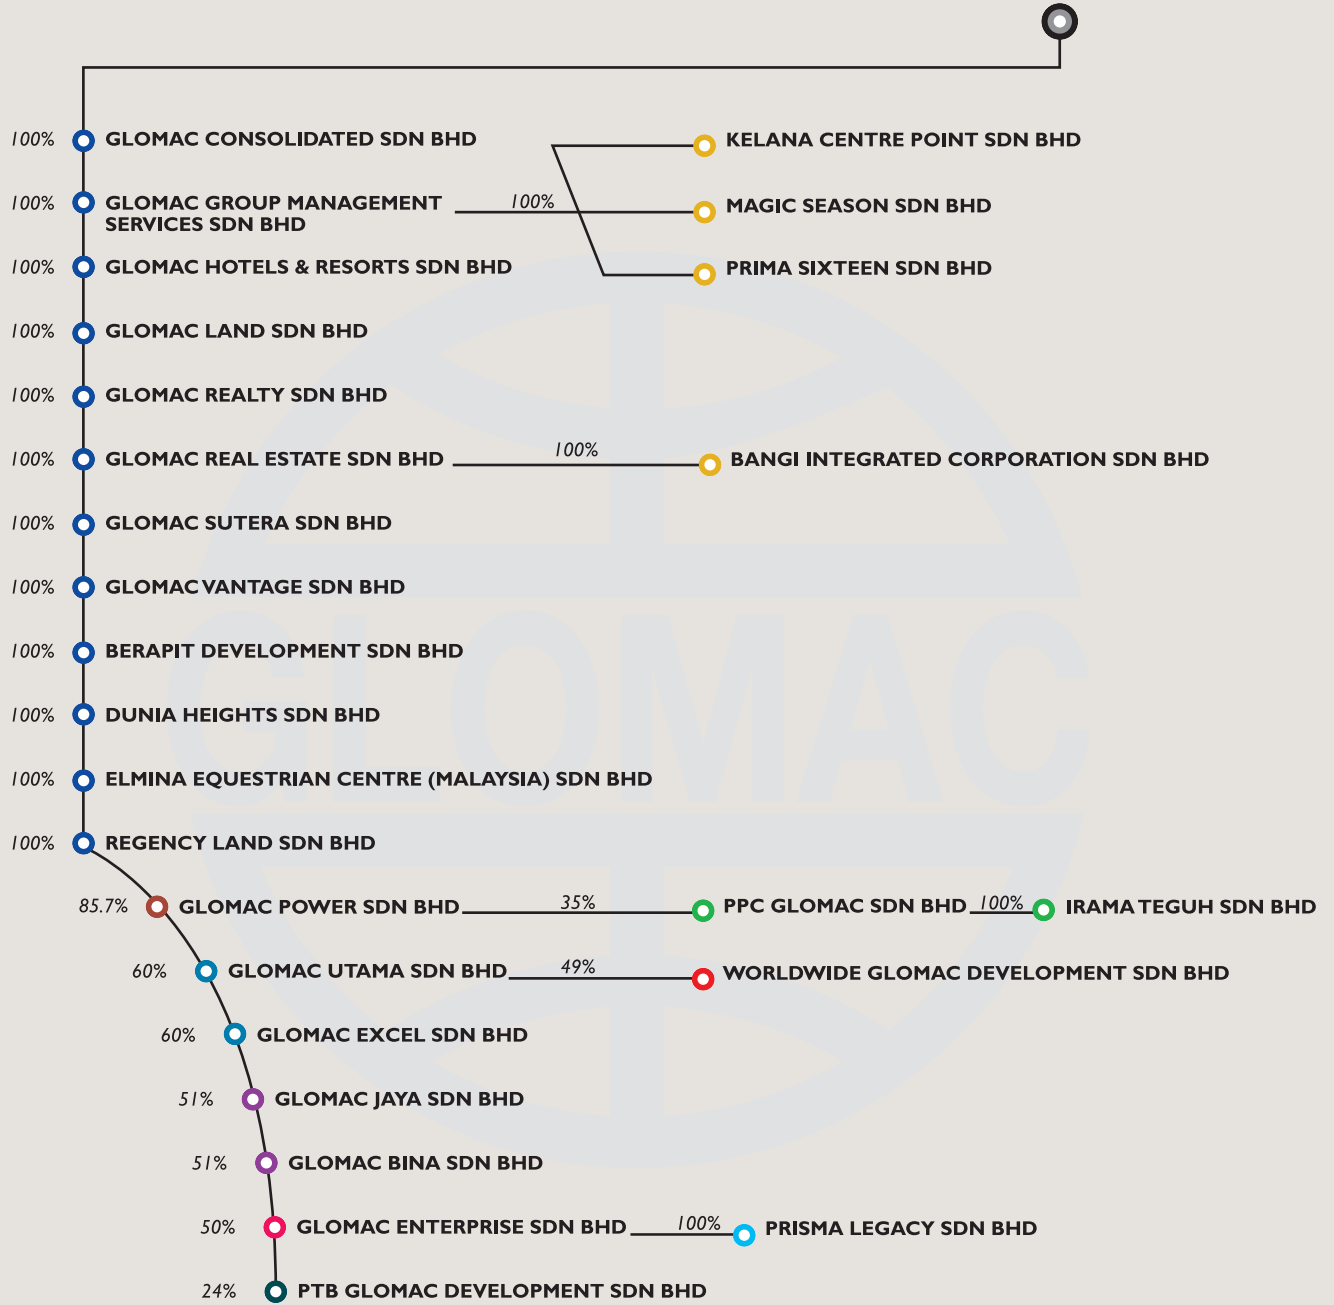 100% GLOMAC CONSOLIDATED SDN BHD KELANA CENTRE POINT SDN BHD
100% GLOMAC GROUP MANAGEMENT 100% MAGIC SEASON SDN BHD
SERVICES SDN BHD
100% GLOMAC HOTELS & RESORTS SDN BHD PRIMA SIXTEEN SDN BHD
100% GLOMAC LAND SDN BHD
100% GLOMAC REALTY SDN BHD
100% GLOMAC REAL ESTATE SDN BHD 100% BANGI INTEGRATED CORPORATION SDN BHD
100% GLOMAC SUTERA SDN BHD
100% GLOMAC VANTAGE SDN BHD
100% BERAPIT DEVELOPMENT SDN BHD
GLOMAC
100% DUNIA HEIGHTS SDN BHD
100% ELMINA EQUESTRIAN CENTRE (MALAYSIA) SDN BHD
100% REGENCY LAND SDN BHD
85.7% GLOMAC POWER SDN BHD 35% PPC GLOMAC SDN BHD 100% IRAMA TEGUH SDN BHD
60% GLOMAC UTAMA SDN BHD 49% WORLDWIDE GLOMAC DEVELOPMENT SDN BHD
60% GLOMAC EXCEL SDN BHD
51% GLOMAC JAYA SDN BHD
51% GLOMAC BINA SDN BHD
50% GLOMAC ENTERPRISE SDN BHD 100% PRISMA LEGACY SDN BHD
24% PTB GLOMAC DEVELOPMENT SDN BHD